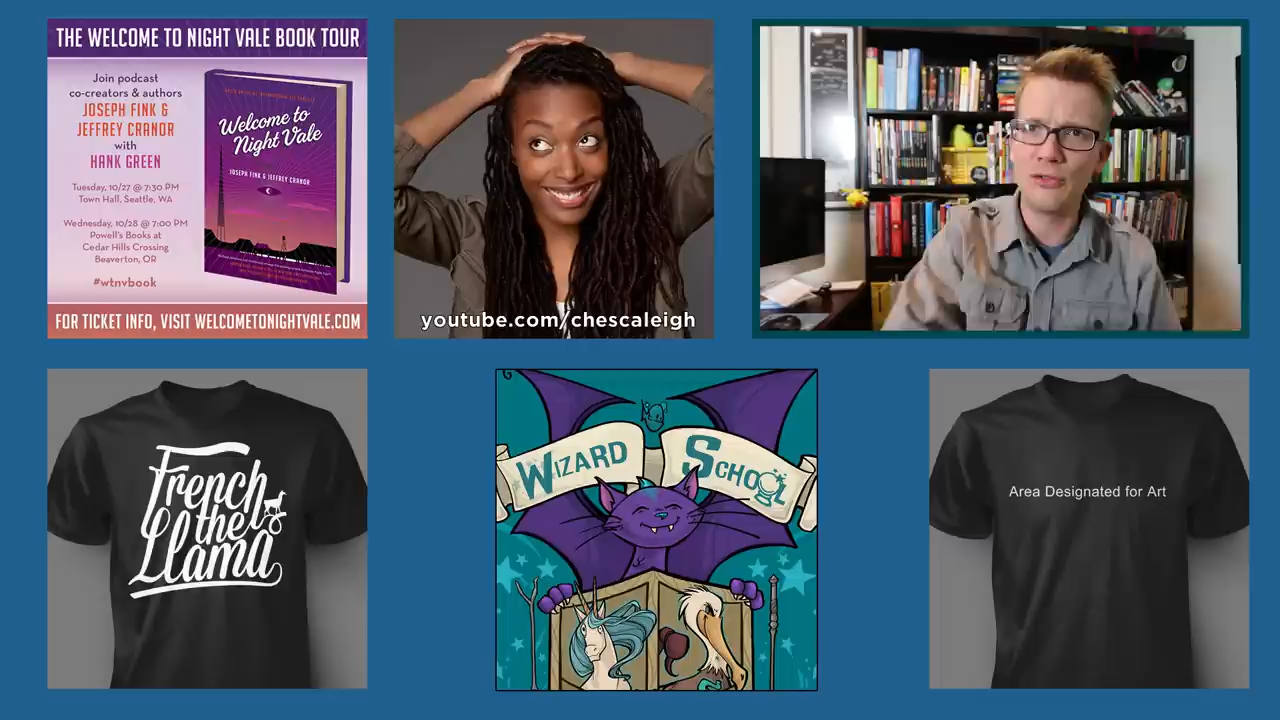 THE WELCOME TO NIGHT VALE BOOK TOUR
Join podcast
co-creators & authors
JOSEPH FINK &
JEFFREY CRANOR
with
HANK GREEN
Tuesday, 10/27 @ 7:30 PM
Town Hall, Seattle, WA
Wednesday, 10/28 @ 7:00 PM
Powell's Books at
Cedar Hills Crossing
Beaverton, OR
#wtnvbook
Welcome to
Night Vale
JOSEPH FINK & JEFFREY CRANOR
FOR TICKET INFO, VISIT WELCOMETONIGHTVALE.COM
youtube.com/chescaleigh
French
the
Llama
WIZARD SCHOOL
Area Designated for Art